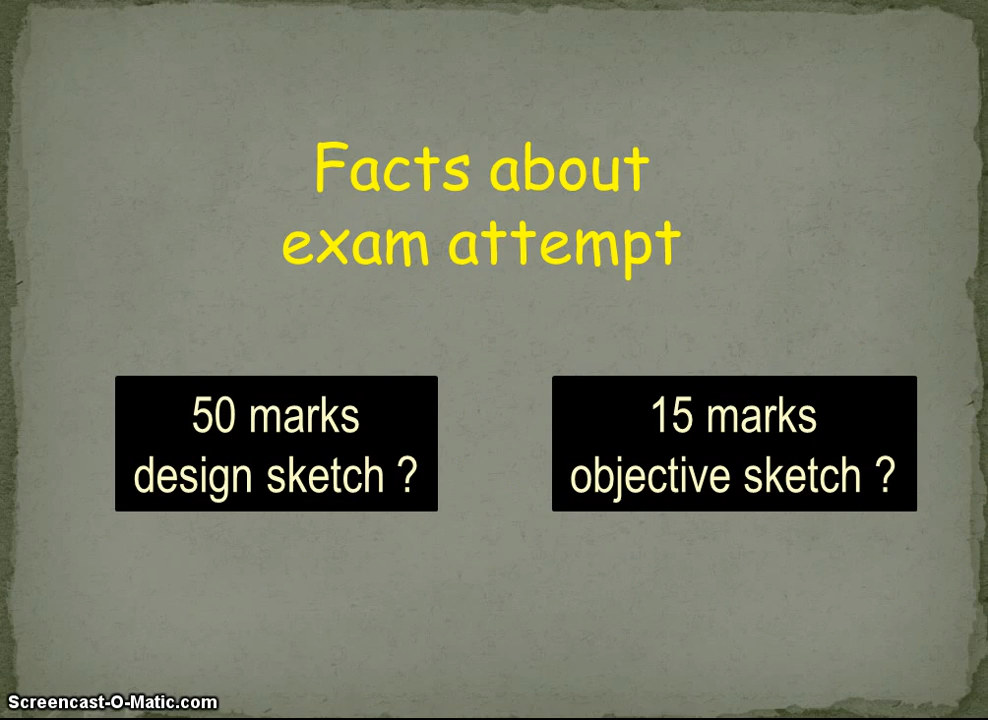 Facts about
exam attempt
50 marks
design sketch ?
15 marks
objective sketch ?
Screencast-O-Matic.com